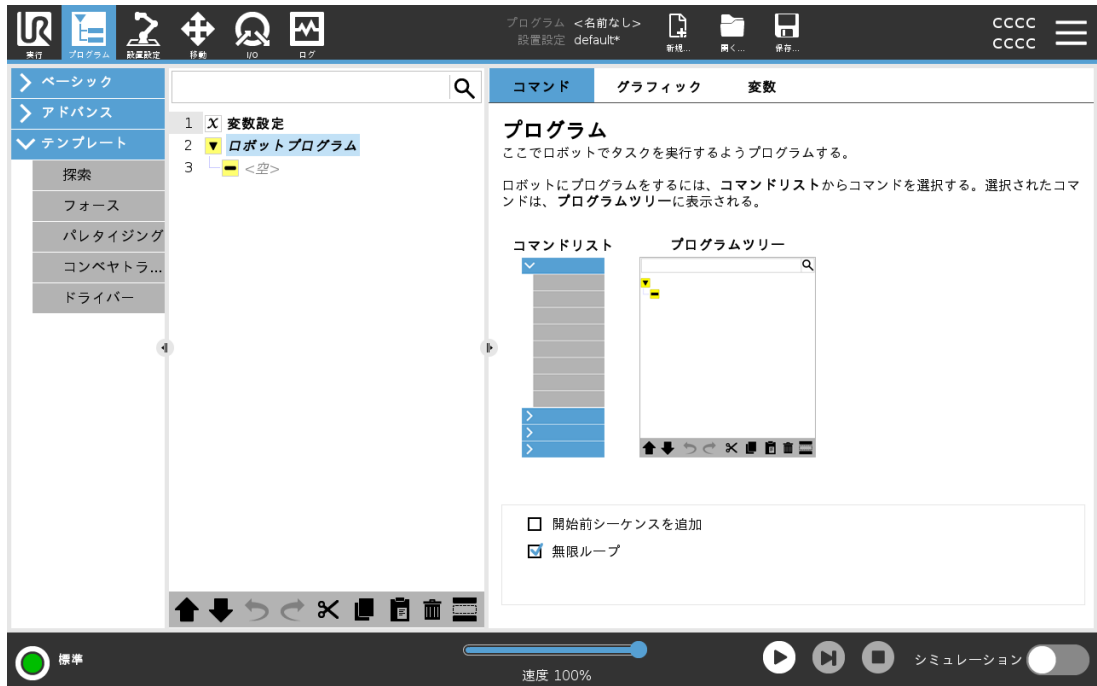 UR
実行
プログラム
設置設定
移動
I/O
ログ
プログラム <名前なし>
設置設定 default*
新規...
開く...
保存...
CCCC
CCCC
ベーシック
アドバンス
テンプレート
探索
フォース
パレタイジング
コンベヤトラ...
ドライバー
1 X 変数設定
2 ロボットプログラム
3 <空>
コマンド
グラフィック
変数
プログラム
ここでロボットでタスクを実行するようプログラムする。
ロボットにプログラムをするには、コマンドリストからコマンドを選択する。選択されたコマ
ンドは、プログラムツリーに表示される。
コマンドリスト
プログラムツリー
開始前シーケンスを追加
無限ループ
標準
速度 100%
シミュレーション